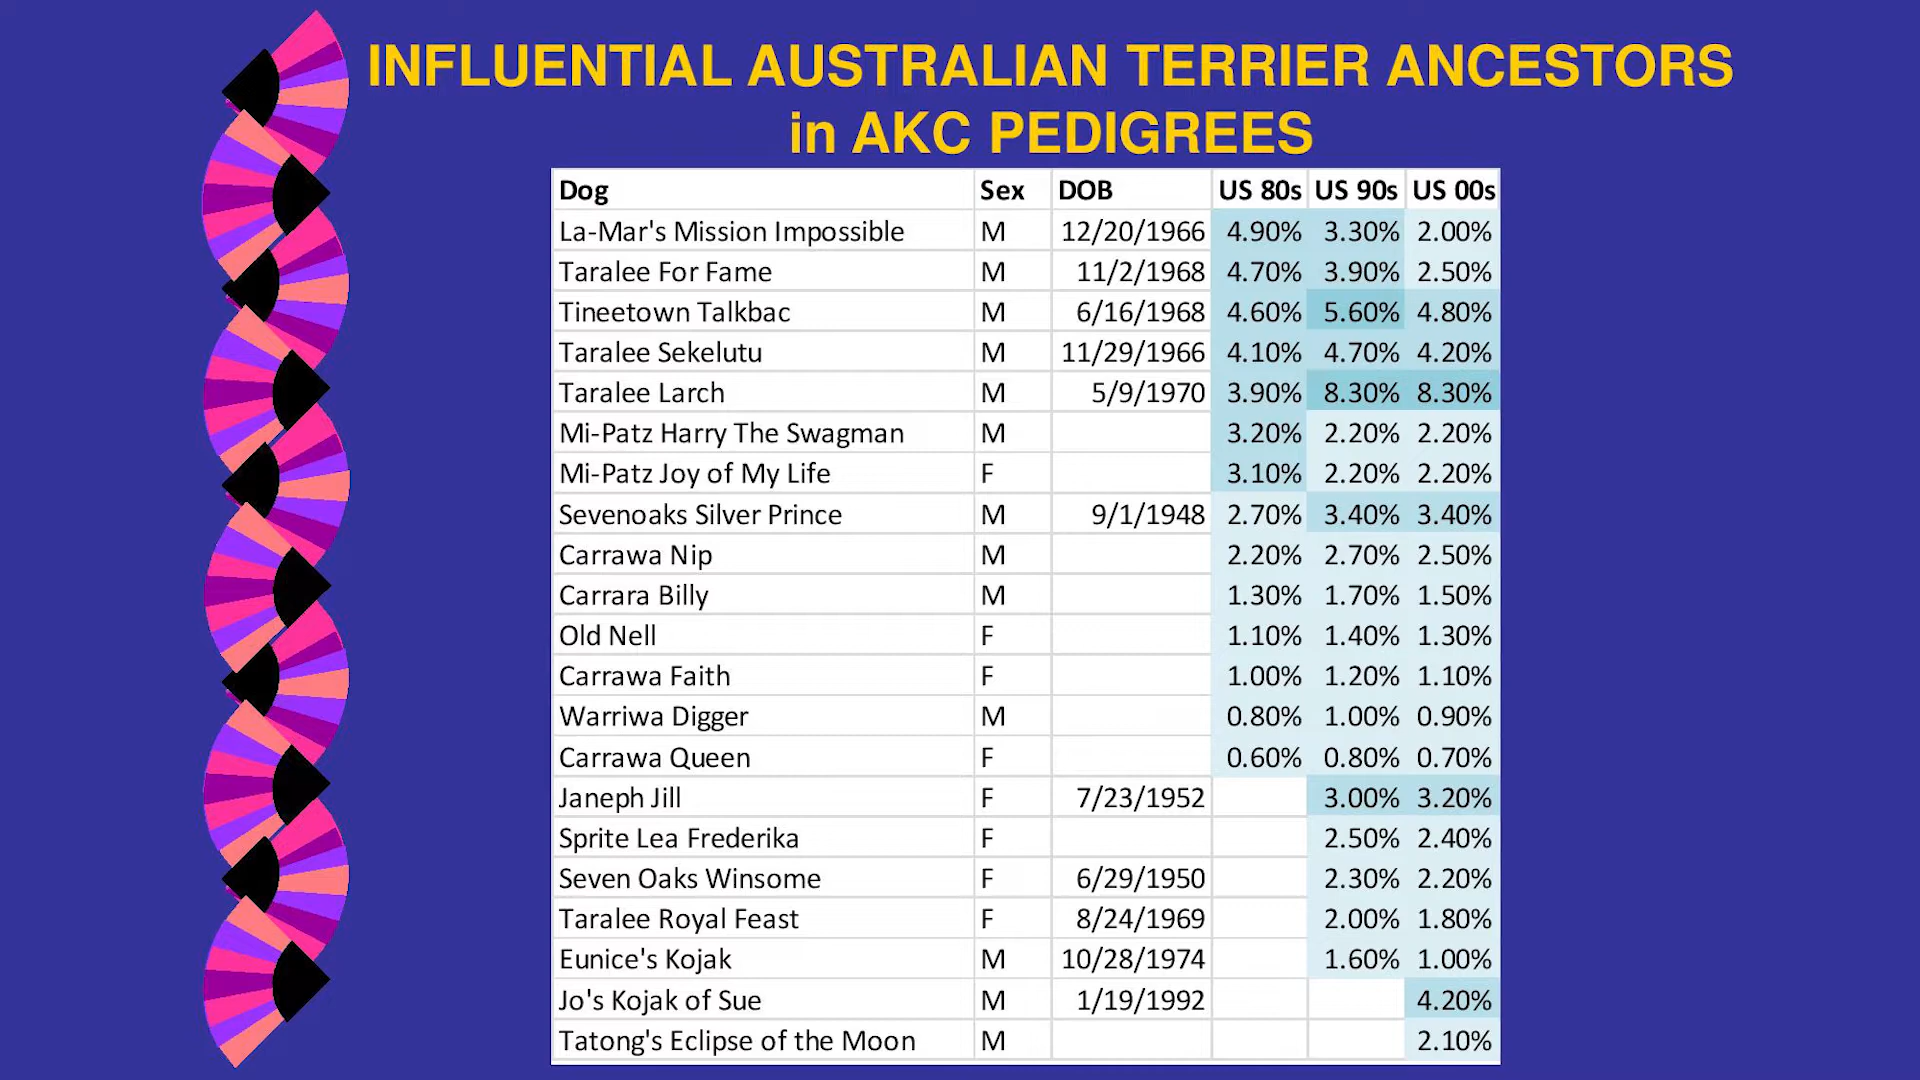 INFLUENTIAL AUSTRALIAN TERRIER ANCESTORS
in AKC PEDIGREES
Dog Sex DOB US 80s US 90s US 00s
La-Mar's Mission Impossible M 12/20/1966 4.90% 3.30% 2.00%
Taralee For Fame M 11/2/1968 4.70% 3.90% 2.50%
Tineetown Talkbac M 6/16/1968 4.60% 5.60% 4.80%
Taralee Sekelutu M 11/29/1966 4.10% 4.70% 4.20%
Taralee Larch M 5/9/1970 3.90% 8.30% 8.30%
Mi-Patz Harry The Swagman M 3.20% 2.20% 2.20%
Mi-Patz Joy of My Life F 3.10% 2.20% 2.20%
Sevenoaks Silver Prince M 9/1/1948 2.70% 3.40% 3.40%
Carrawa Nip M 2.20% 2.70% 2.50%
Carrara Billy M 1.30% 1.70% 1.50%
Old Nell F 1.10% 1.40% 1.30%
Carrawa Faith F 1.00% 1.20% 1.10%
Warriwa Digger M 0.80% 1.00% 0.90%
Carrawa Queen F 0.60% 0.80% 0.70%
Janeph Jill F 7/23/1952 3.00% 3.20%
Sprite Lea Frederika F 2.50% 2.40%
Seven Oaks Winsome F 6/29/1950 2.30% 2.20%
Taralee Royal Feast F 8/24/1969 2.00% 1.80%
Eunice's Kojak M 10/28/1974 1.60% 1.00%
Jo's Kojak of Sue M 1/19/1992 4.20%
Tatong's Eclipse of the Moon M 2.10%